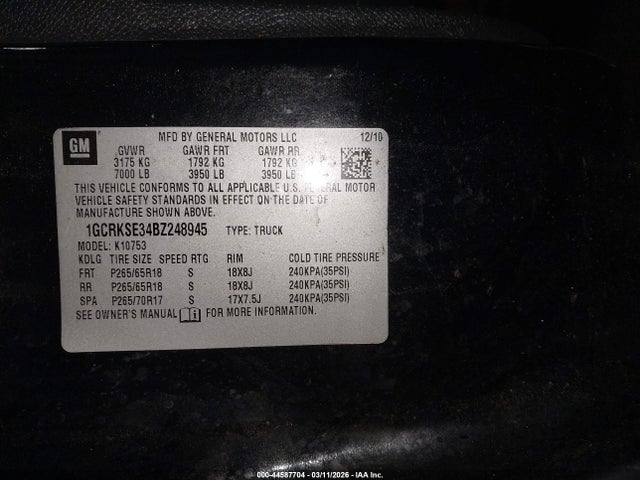 GM
MFD BY GENERAL MOTORS LLC 12/10
GVWR GAWR FRT GAWR RR
3175 KG 1792 KG 1792 KG
7000 LB 3950 LB 3950 LB
THIS VEHICLE CONFORMS TO ALL APPLICABLE U.S. FEDERAL MOTOR
VEHICLE SAFETY STANDARDS IN EFFECT ON THE DATE OF
MANUFACTURE SHOWN ABOVE.
1GCRKSE34BZ248945 TYPE: TRUCK
MODEL: K10753
KDLG TIRE SIZE SPEED RTG RIM COLD TIRE PRESSURE
FRT P265/65R18 S 18X8J 240KPA(35PSI)
RR P265/65R18 S 18X8J 240KPA(35PSI)
SPA P265/70R17 S 17X7.5J 240KPA(35PSI)
SEE OWNER'S MANUAL FOR MORE INFORMATION.
000-44587704 - 03/11/2026 - IAA Inc.